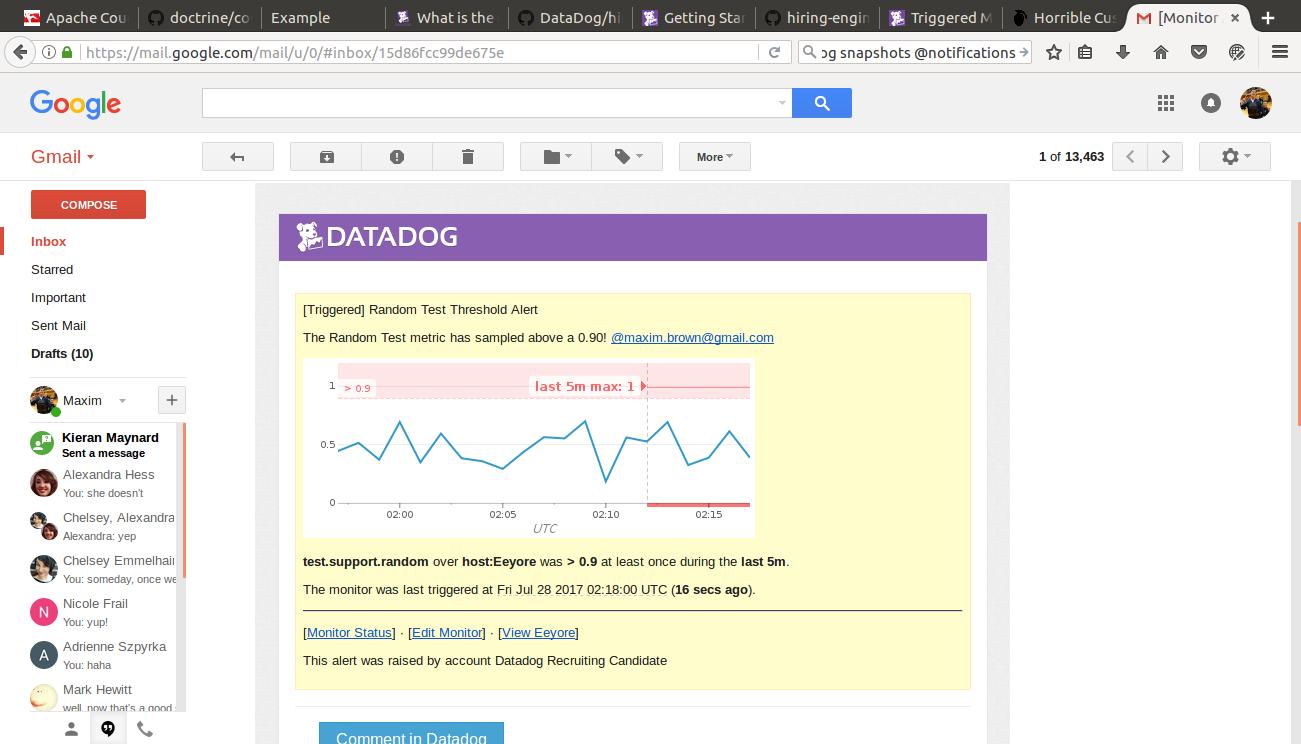 Apache Cou
doctrine/co
Example
What is the
DataDog/hi
Getting Star
hiring-engin
Triggered M
Horrible Cus
[Monitor
https://mail.google.com/mail/u/0/#inbox/15d86fcc99de675e
og snapshots @notifications
Google
Gmail
More
1 of 13,463
COMPOSE
Inbox
Starred
Important
Sent Mail
Drafts (10)
Maxim
Kieran Maynard
Sent a message
Alexandra Hess
You: she doesn't
Chelsey, Alexandra
Alexandra: yep
Chelsey Emmelhain
You: someday, once we
N
Nicole Frail
You: yup!
A
Adrienne Szpyrka
You: haha
Mark Hewitt
well, now that's a good
DATADOG
[Triggered] Random Test Threshold Alert
The Random Test metric has sampled above a 0.90! @maxim.brown@gmail.com
1
> 0.9
last 5m max: 1
0.5
0
02:00
02:05
02:10
02:15
UTC
test.support.random over host:Eeyore was > 0.9 at least once during the last 5m.
The monitor was last triggered at Fri Jul 28 2017 02:18:00 UTC (16 secs ago).
[Monitor Status] · [Edit Monitor] · [View Eeyore]
This alert was raised by account Datadog Recruiting Candidate
Comment in Datadog